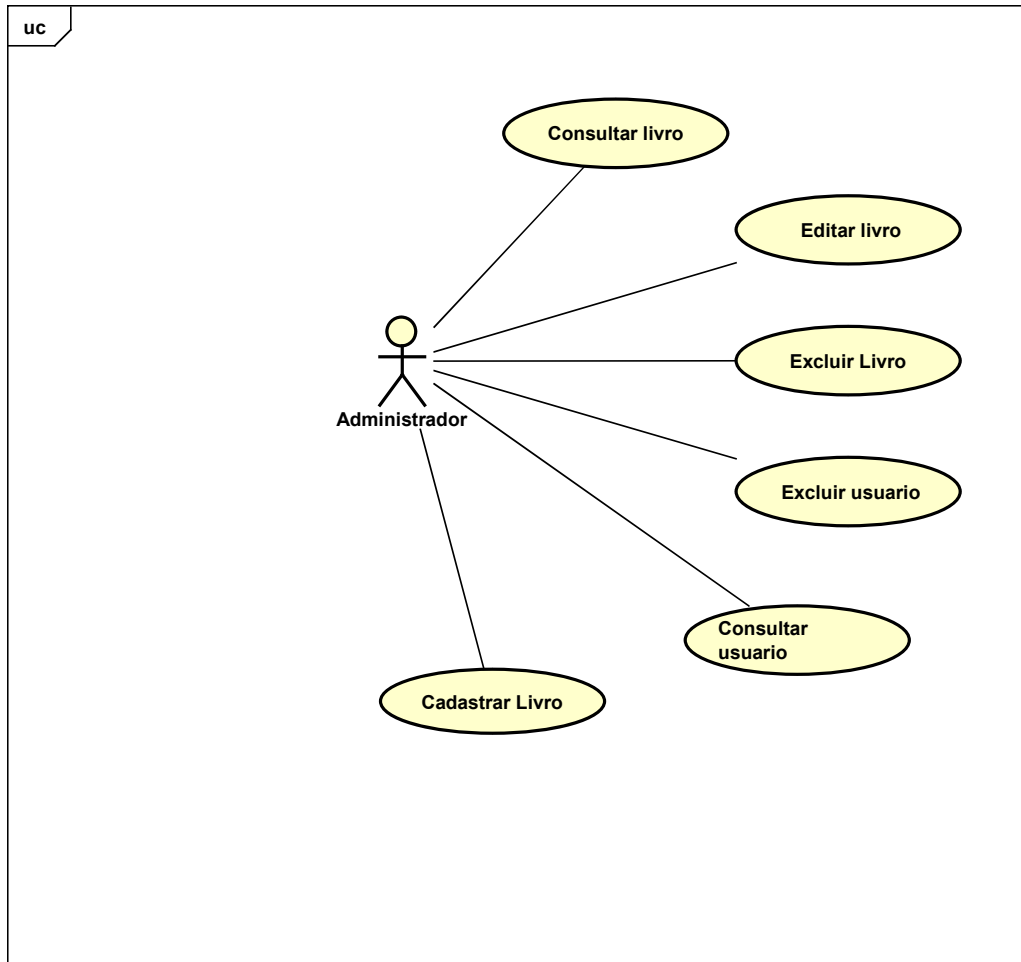 uc
Consultar livro
Editar livro
Excluir Livro
Administrador
Excluir usuario
Consultar
usuario
Cadastrar Livro